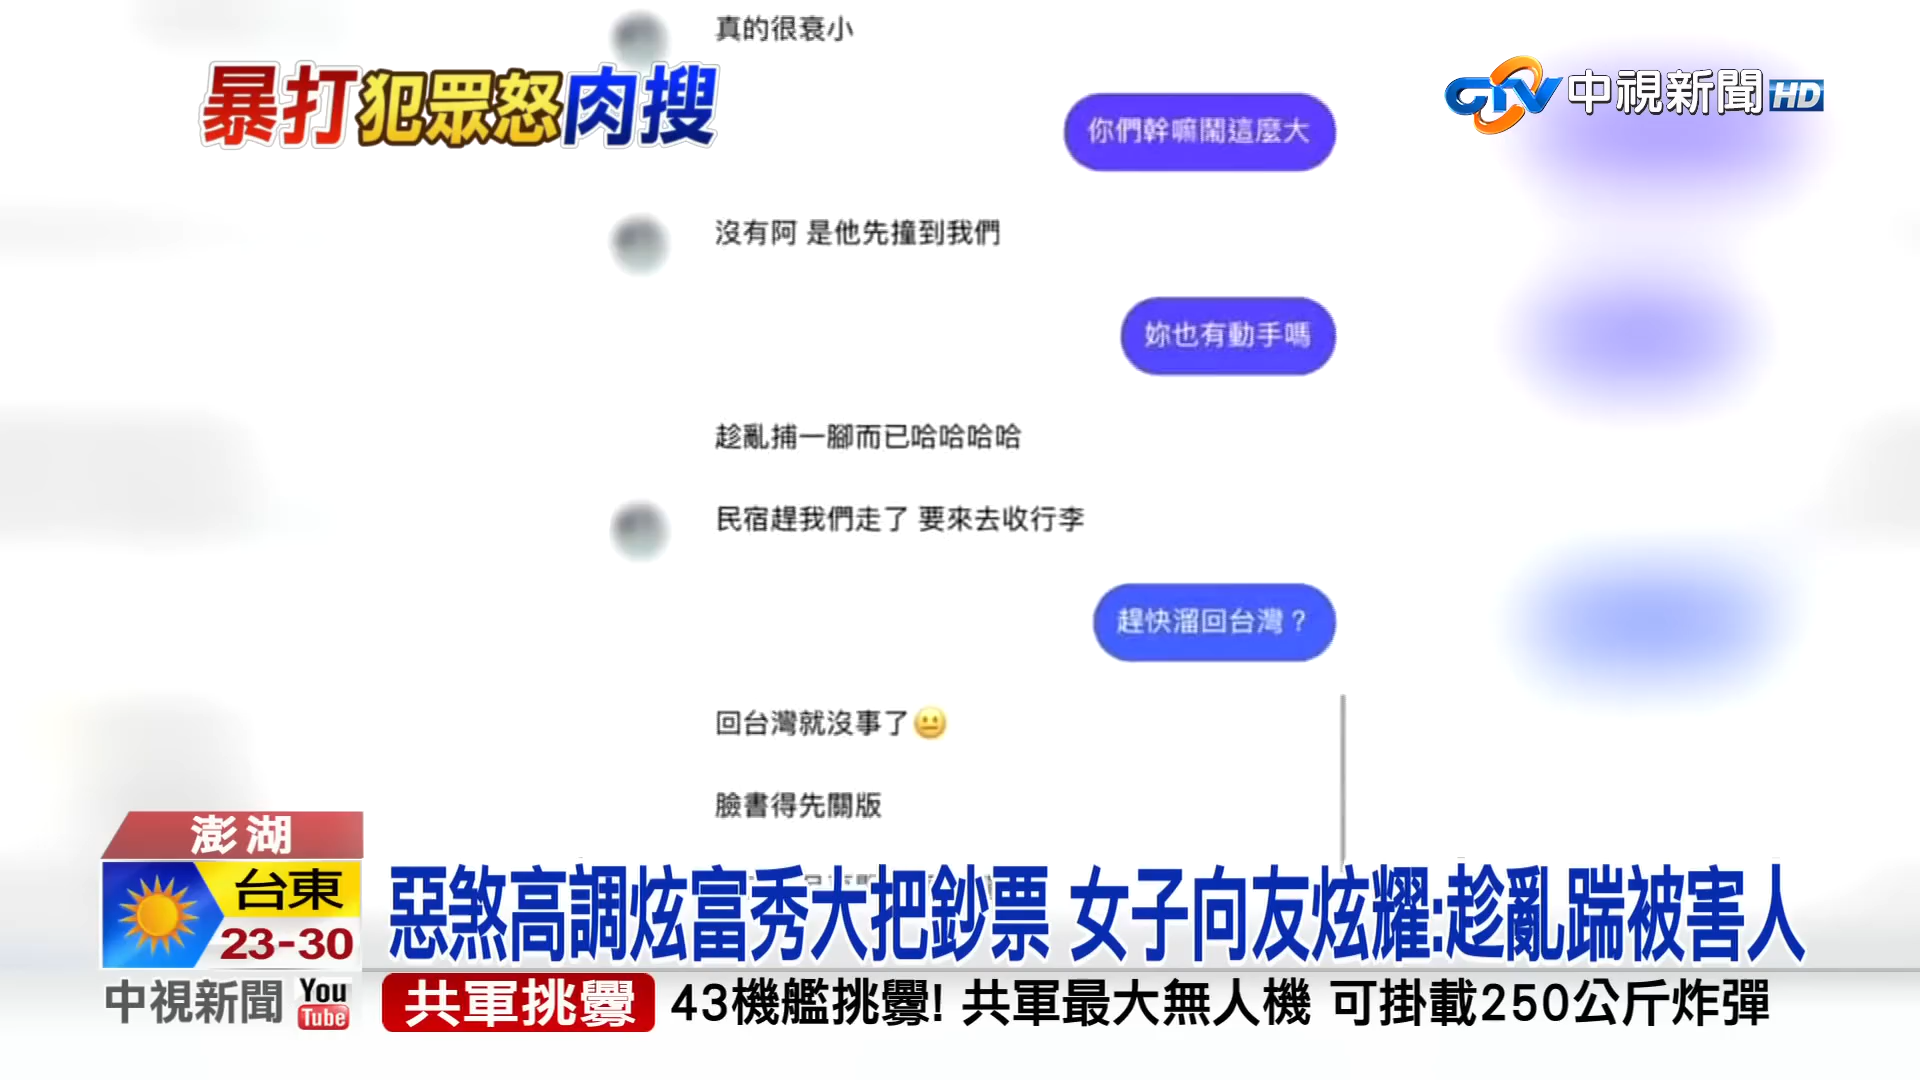 真的很衰小
暴打犯眾怒肉搜
CTV中視新聞HD
你們幹嘛鬧這麼大
沒有阿 是他先撞到我們
妳也有動手嗎
趁亂捕一腳而已哈哈哈哈
民宿趕我們走了 要來去收行李
趕快溜回台灣？
回台灣就沒事了😐
臉書得先關版
澎湖
台東
23-30
惡煞高調炫富秀大把鈔票 女子向友炫耀:趁亂踹被害人
中視新聞 YouTube
共軍挑釁 43機艦挑釁! 共軍最大無人機 可掛載250公斤炸彈